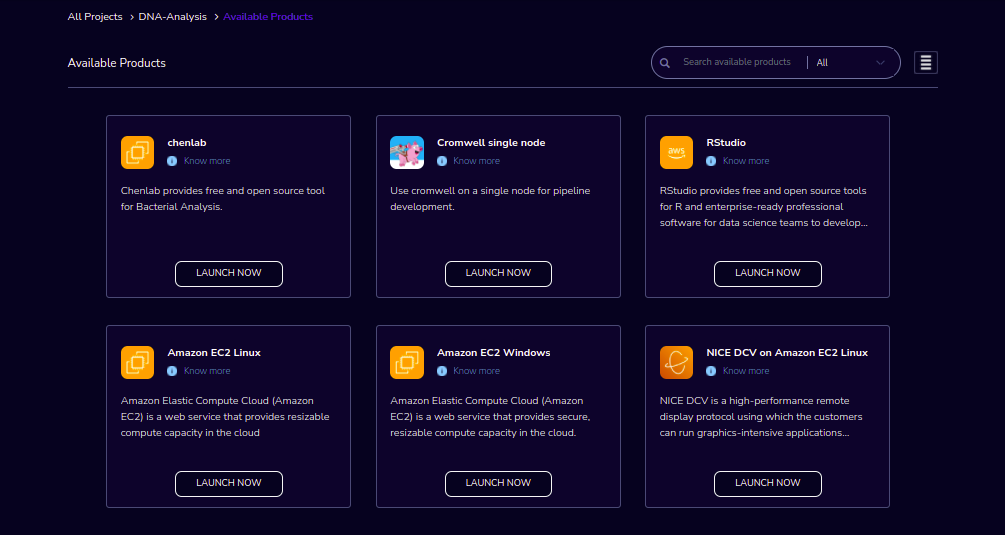 All Projects > DNA-Analysis > Available Products
Available Products
Search available products | All
chenlab
Know more
Chenlab provides free and open source tool
for Bacterial Analysis.
LAUNCH NOW
Cromwell single node
Know more
Use cromwell on a single node for pipeline
development.
LAUNCH NOW
aws
RStudio
Know more
RStudio provides free and open source tools
for R and enterprise-ready professional
software for data science teams to develop...
LAUNCH NOW
Amazon EC2 Linux
Know more
Amazon Elastic Compute Cloud (Amazon
EC2) is a web service that provides resizable
compute capacity in the cloud
LAUNCH NOW
Amazon EC2 Windows
Know more
Amazon Elastic Compute Cloud (Amazon
EC2) is a web service that provides secure,
resizable compute capacity in the cloud.
LAUNCH NOW
NICE DCV on Amazon EC2 Linux
Know more
NICE DCV is a high-performance remote
display protocol using which the customers
can run graphics-intensive applications...
LAUNCH NOW